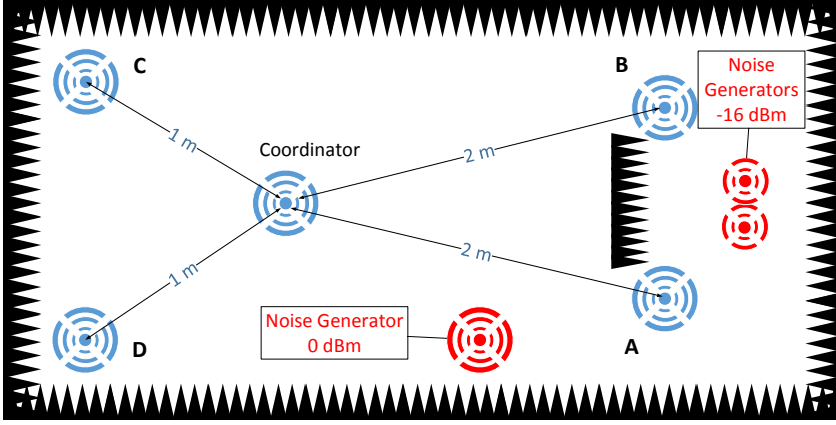 C
B
Noise
Generators
-16 dBm
1 m
Coordinator
2 m
1 m
2 m
Noise Generator
0 dBm
D
A